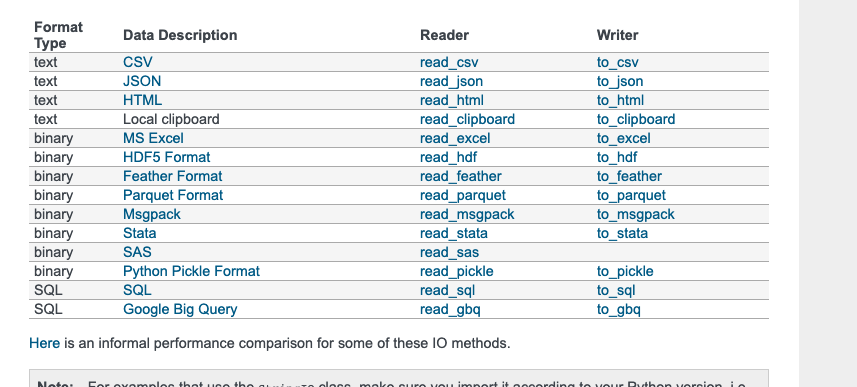 Format Type Data Description Reader Writer
text CSV read_csv to_csv
text JSON read_json to_json
text HTML read_html to_html
text Local clipboard read_clipboard to_clipboard
binary MS Excel read_excel to_excel
binary HDF5 Format read_hdf to_hdf
binary Feather Format read_feather to_feather
binary Parquet Format read_parquet to_parquet
binary Msgpack read_msgpack to_msgpack
binary Stata read_stata to_stata
binary SAS read_sas
binary Python Pickle Format read_pickle to_pickle
SQL SQL read_sql to_sql
SQL Google Big Query read_gbq to_gbq
Here is an informal performance comparison for some of these IO methods.
Note: For examples that use the StringIO class, make sure you import it according to your Python version, i.e.